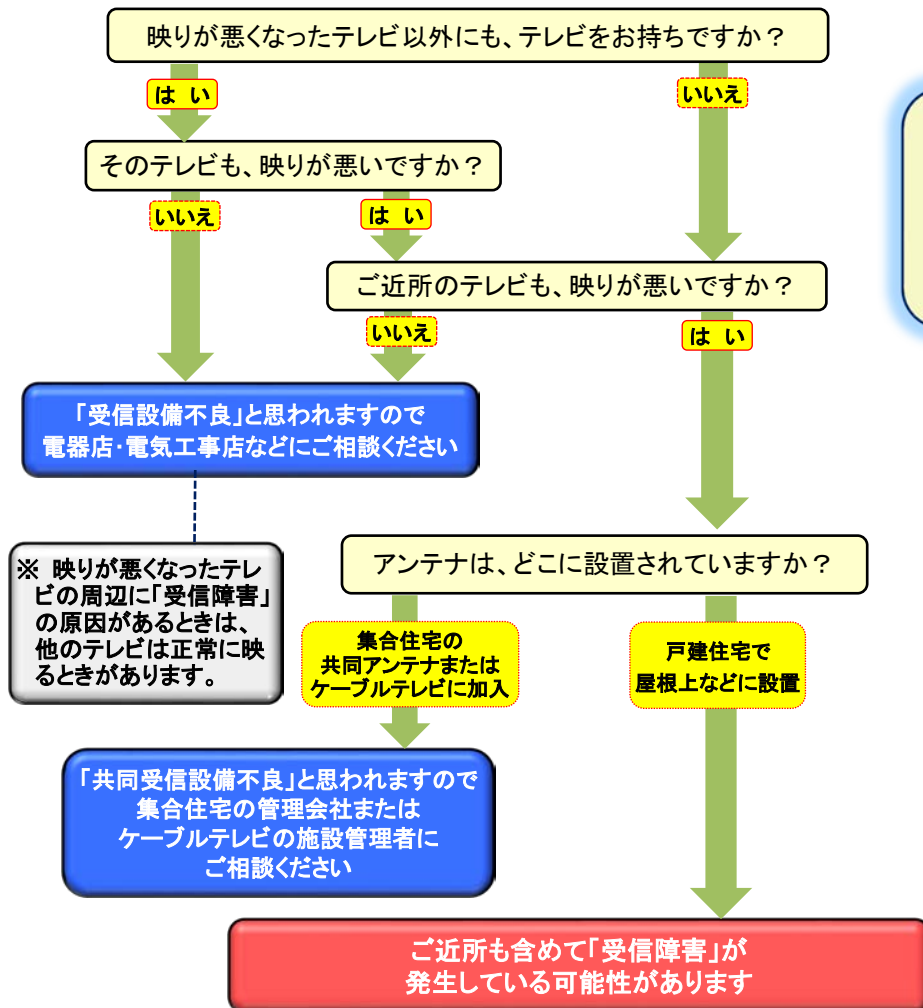 映りが悪くなったテレビ以外にも、テレビをお持ちですか？
は い
いいえ
そのテレビも、映りが悪いですか？
いいえ
は い
ご近所のテレビも、映りが悪いですか？
いいえ
は い
「受信設備不良」と思われますので
電器店・電気工事店などにご相談ください
※ 映りが悪くなったテレ
ビの周辺に「受信障害」
の原因があるときは、
他のテレビは正常に映
るときがあります。
アンテナは、どこに設置されていますか？
集合住宅の
共同アンテナまたは
ケーブルテレビに加入
戸建住宅で
屋根上などに設置
「共同受信設備不良」と思われますので
集合住宅の管理会社または
ケーブルテレビの施設管理者に
ご相談ください
ご近所も含めて「受信障害」が
発生している可能性があります